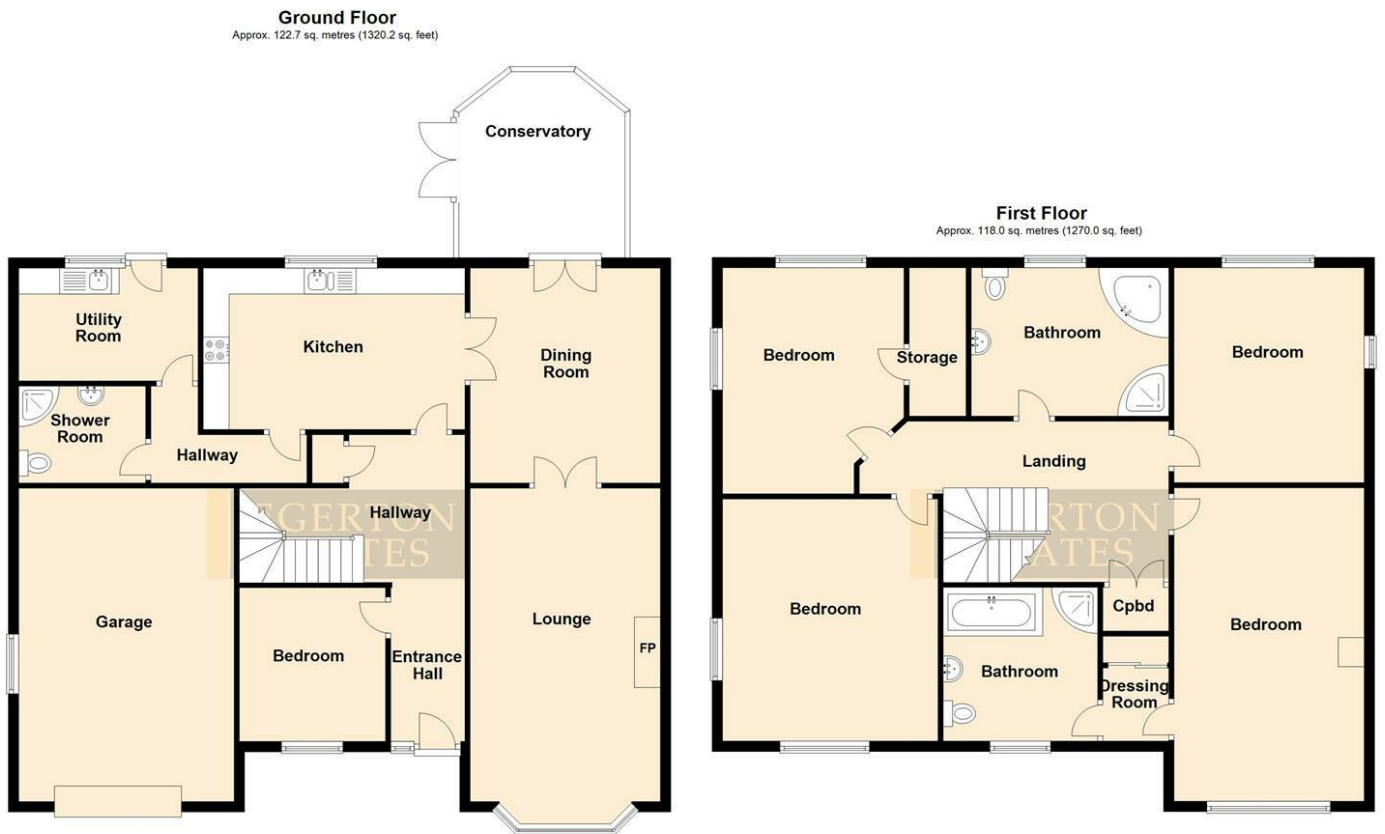 Ground Floor
Approx. 122.7 sq. metres (1320.2 sq. feet)
Conservatory
Utility
Room
Kitchen
Dining
Room
Shower
Room
Hallway
Hallway
EGERTON
Garage
Lounge
FP
Bedroom
Entrance
Hall
First Floor
Approx. 118.0 sq. metres (1270.0 sq. feet)
Bedroom
Storage
Bathroom
Bedroom
Landing
Bedroom
Cpbd
Bedroom
Bathroom
Dressing
Room